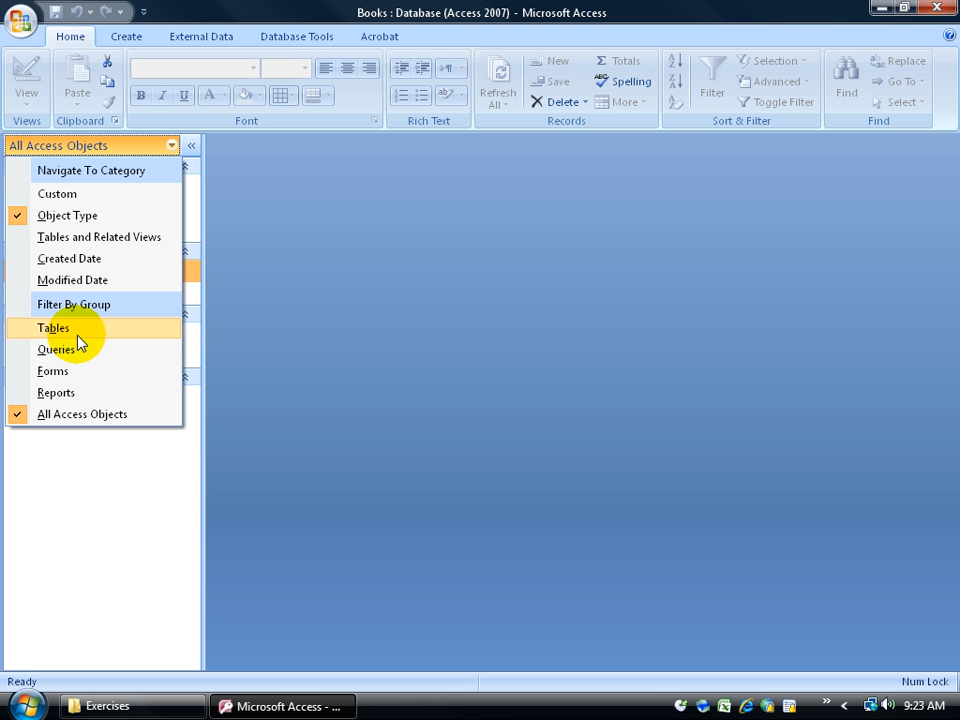 Books : Database (Access 2007) - Microsoft Access
Home Create External Data Database Tools Acrobat
View Paste Refresh All Filter Find
New Totals Selection Replace
Save ABC Spelling Advanced Go To
B I U A ab Delete More Toggle Filter Select
Views Clipboard Font Rich Text Records Sort & Filter Find
All Access Objects
Navigate To Category
Custom
Object Type
Tables and Related Views
Created Date
Modified Date
Filter By Group
Tables
Queries
Forms
Reports
All Access Objects
Ready Num Lock
Exercises Microsoft Access - ... 9:23 AM